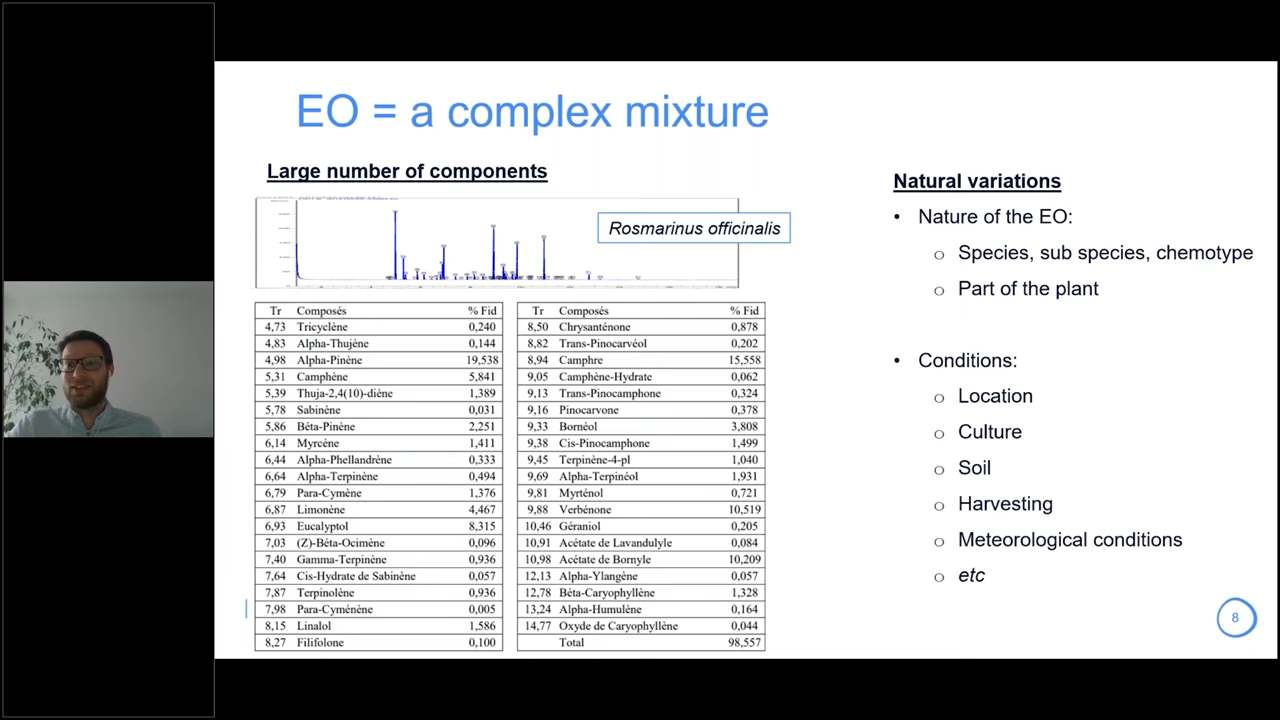 EO = a complex mixture
Large number of components
Rosmarinus officinalis
Tr Composés % Fid
4,73 Tricyclène 0,240
4,83 Alpha-Thujène 0,144
4,98 Alpha-Pinène 19,538
5,31 Camphène 5,841
5,39 Thuja-2,4(10)-diène 1,389
5,78 Sabinène 0,031
5,86 Béta-Pinène 2,251
6,14 Myrcène 1,411
6,44 Alpha-Phellandrène 0,333
6,64 Alpha-Terpinène 0,494
6,79 Para-Cymène 1,376
6,87 Limonène 4,467
6,93 Eucalyptol 8,315
7,03 (Z)-Béta-Ocimène 0,096
7,40 Gamma-Terpinène 0,936
7,64 Cis-Hydrate de Sabinène 0,057
7,87 Terpinolène 0,936
7,98 Para-Cyménène 0,005
8,15 Linalol 1,586
8,27 Filifolone 0,100
Tr Composés % Fid
8,50 Chrysanténone 0,878
8,82 Trans-Pinocarvéol 0,202
8,94 Camphre 15,558
9,05 Camphène-Hydrate 0,062
9,13 Trans-Pinocamphone 0,324
9,16 Pinocarvone 0,378
9,33 Bornéol 3,808
9,38 Cis-Pinocamphone 1,499
9,45 Terpinène-4-pl 1,040
9,69 Alpha-Terpinéol 1,931
9,81 Myrténol 0,721
9,88 Verbénone 10,519
10,46 Géraniol 0,205
10,91 Acétate de Lavandulyle 0,084
10,98 Acétate de Bornyle 10,209
12,13 Alpha-Ylangène 0,057
12,78 Béta-Caryophyllène 1,328
13,24 Alpha-Humulène 0,164
14,77 Oxyde de Caryophyllène 0,044
Total 98,557
Natural variations
• Nature of the EO:
o Species, sub species, chemotype
o Part of the plant
• Conditions:
o Location
o Culture
o Soil
o Harvesting
o Meteorological conditions
o etc
8